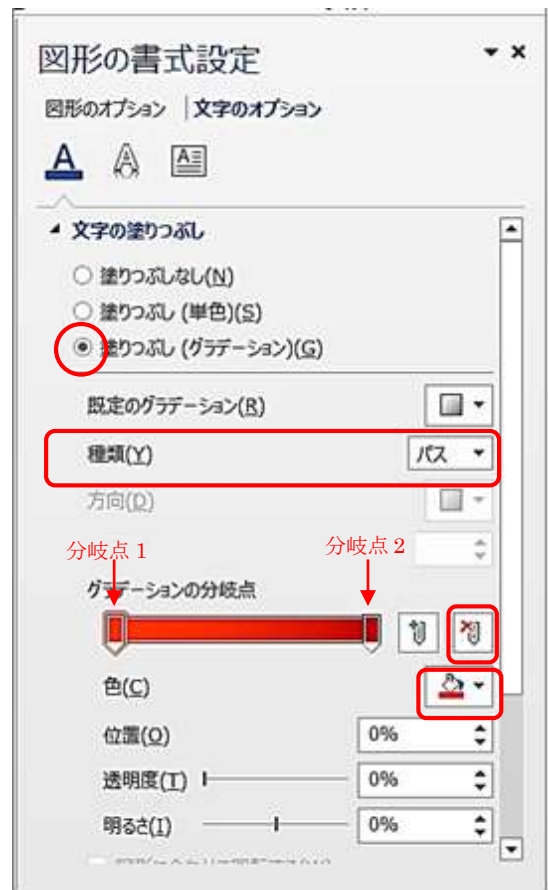 図形の書式設定
図形のオプション 文字のオプション
文字の塗りつぶし
塗りつぶしなし(N)
塗りつぶし (単色)(S)
塗りつぶし (グラデーション)(G)
既定のグラデーション(R)
種類(Y) パス
方向(D)
分岐点 1 分岐点 2
グラデーションの分岐点
色(C)
位置(O) 0%
透明度(T) 0%
明るさ(I) 0%